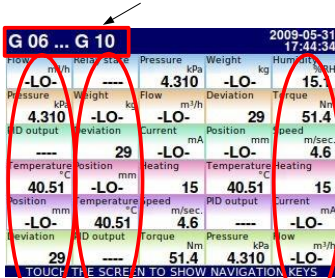 G 06 ... G 10
2009-05-31
17:44:34
Flow Relay state Pressure Weight Humidity
m³/h kPa kg %RH
-LO- ---- 4.310 -LO- 15.7
Pressure Weight Flow Deviation Torque
kPa kg m³/h Nm
4.310 -LO- -LO- 29 51.4
PID output Deviation Current Position Speed
mA mm m/sec.
---- 29 -LO- -LO- 4.6
Temperature Position Heating Temperature Heating
°C mm °C
40.51 -LO- 15 40.51 15
Position Temperature Speed PID output Current
mm °C m/sec. mA
-LO- 40.51 4.6 ---- -LO-
Deviation PID output Torque Pressure Flow
Nm kPa m³/h
29 ---- 51.4 4.310 -LO-
TOUCH THE SCREEN TO SHOW NAVIGATION KEYS